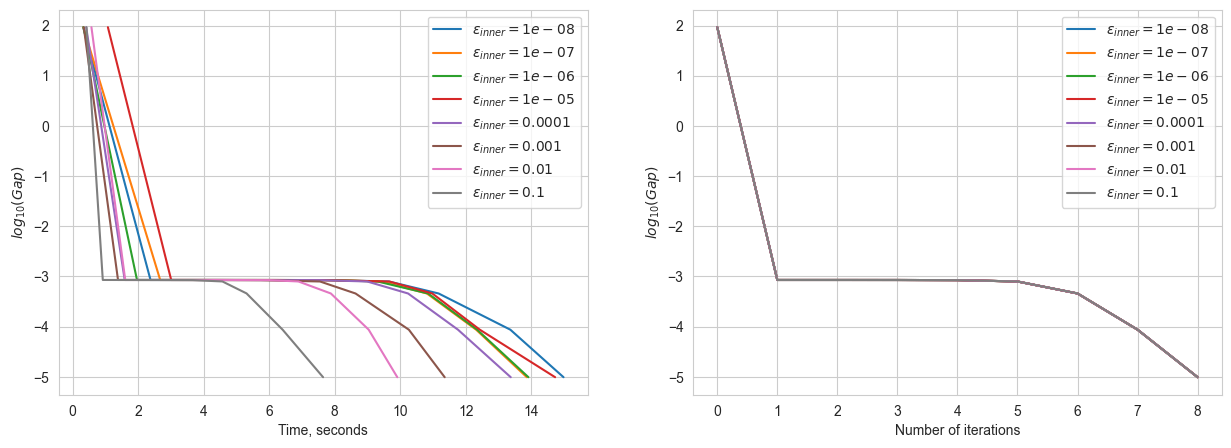 2
1
0
−1
−2
−3
−4
−5
log₁₀(Gap)
0 2 4 6 8 10 12 14
Time, seconds
ε_inner = 1e − 08
ε_inner = 1e − 07
ε_inner = 1e − 06
ε_inner = 1e − 05
ε_inner = 0.0001
ε_inner = 0.001
ε_inner = 0.01
ε_inner = 0.1
2
1
0
−1
−2
−3
−4
−5
log₁₀(Gap)
0 1 2 3 4 5 6 7 8
Number of iterations
ε_inner = 1e − 08
ε_inner = 1e − 07
ε_inner = 1e − 06
ε_inner = 1e − 05
ε_inner = 0.0001
ε_inner = 0.001
ε_inner = 0.01
ε_inner = 0.1